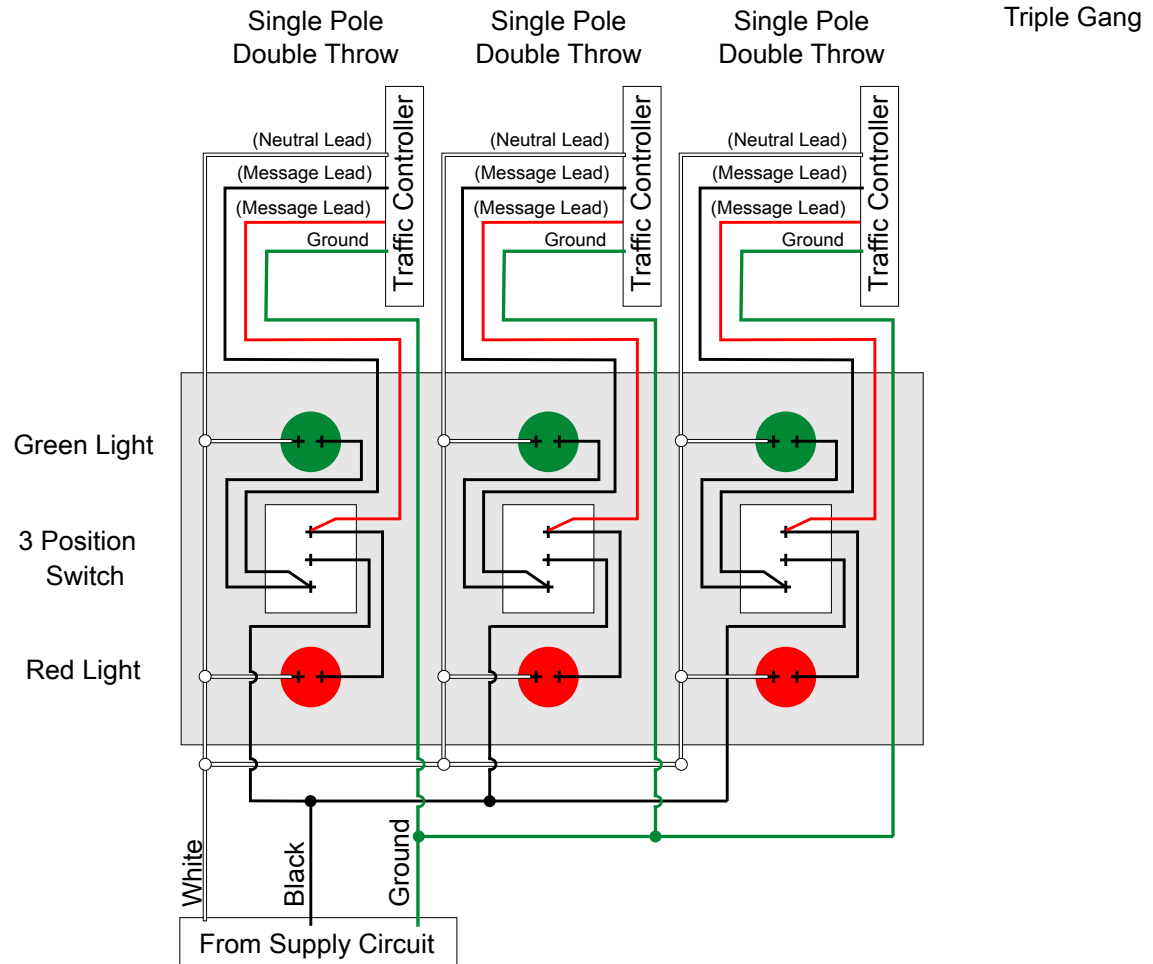 Single Pole
Double Throw
Single Pole
Double Throw
Single Pole
Double Throw
Triple Gang
(Neutral Lead)
(Message Lead)
(Message Lead)
Ground
Traffic Controller
(Neutral Lead)
(Message Lead)
(Message Lead)
Ground
Traffic Controller
(Neutral Lead)
(Message Lead)
(Message Lead)
Ground
Traffic Controller
Green Light
3 Position
Switch
Red Light
White
Black
Ground
From Supply Circuit